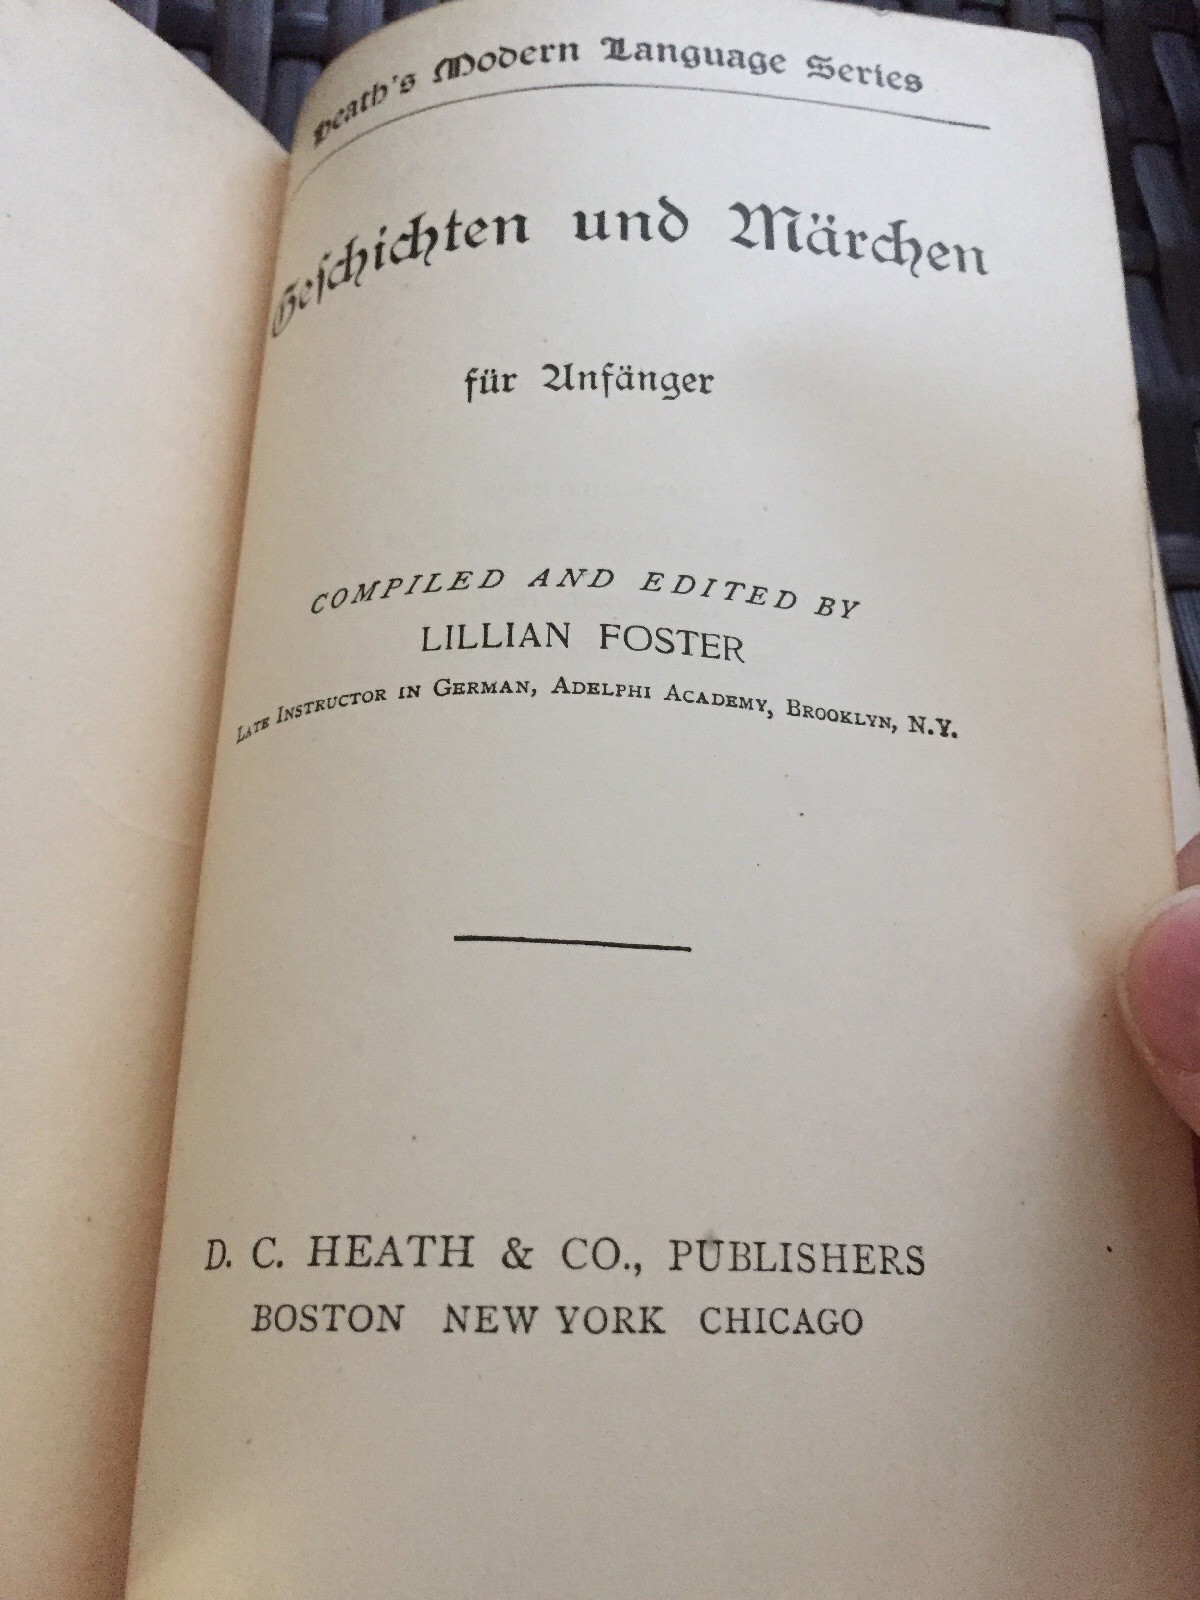 Heath's Modern Language Series
Geſchichten und Märchen
für Anfänger
COMPILED AND EDITED BY
LILLIAN FOSTER
LATE INSTRUCTOR IN GERMAN, ADELPHI ACADEMY, BROOKLYN, N.Y.
D. C. HEATH & CO., PUBLISHERS
BOSTON NEW YORK CHICAGO